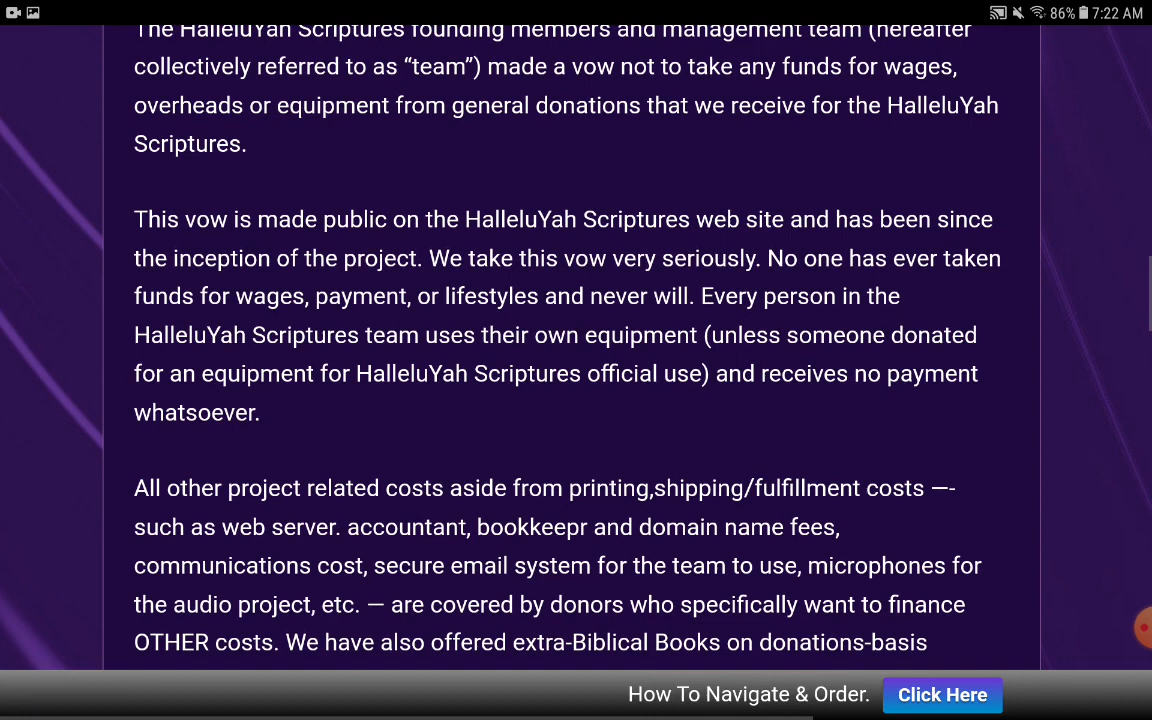 86% 7:22 AM
The HalleluYah Scriptures founding members and management team (hereafter
collectively referred to as “team”) made a vow not to take any funds for wages,
overheads or equipment from general donations that we receive for the HalleluYah
Scriptures.
This vow is made public on the HalleluYah Scriptures web site and has been since
the inception of the project. We take this vow very seriously. No one has ever taken
funds for wages, payment, or lifestyles and never will. Every person in the
HalleluYah Scriptures team uses their own equipment (unless someone donated
for an equipment for HalleluYah Scriptures official use) and receives no payment
whatsoever.
All other project related costs aside from printing,shipping/fulfillment costs —-
such as web server. accountant, bookkeepr and domain name fees,
communications cost, secure email system for the team to use, microphones for
the audio project, etc. — are covered by donors who specifically want to finance
OTHER costs. We have also offered extra-Biblical Books on donations-basis
How To Navigate & Order. Click Here